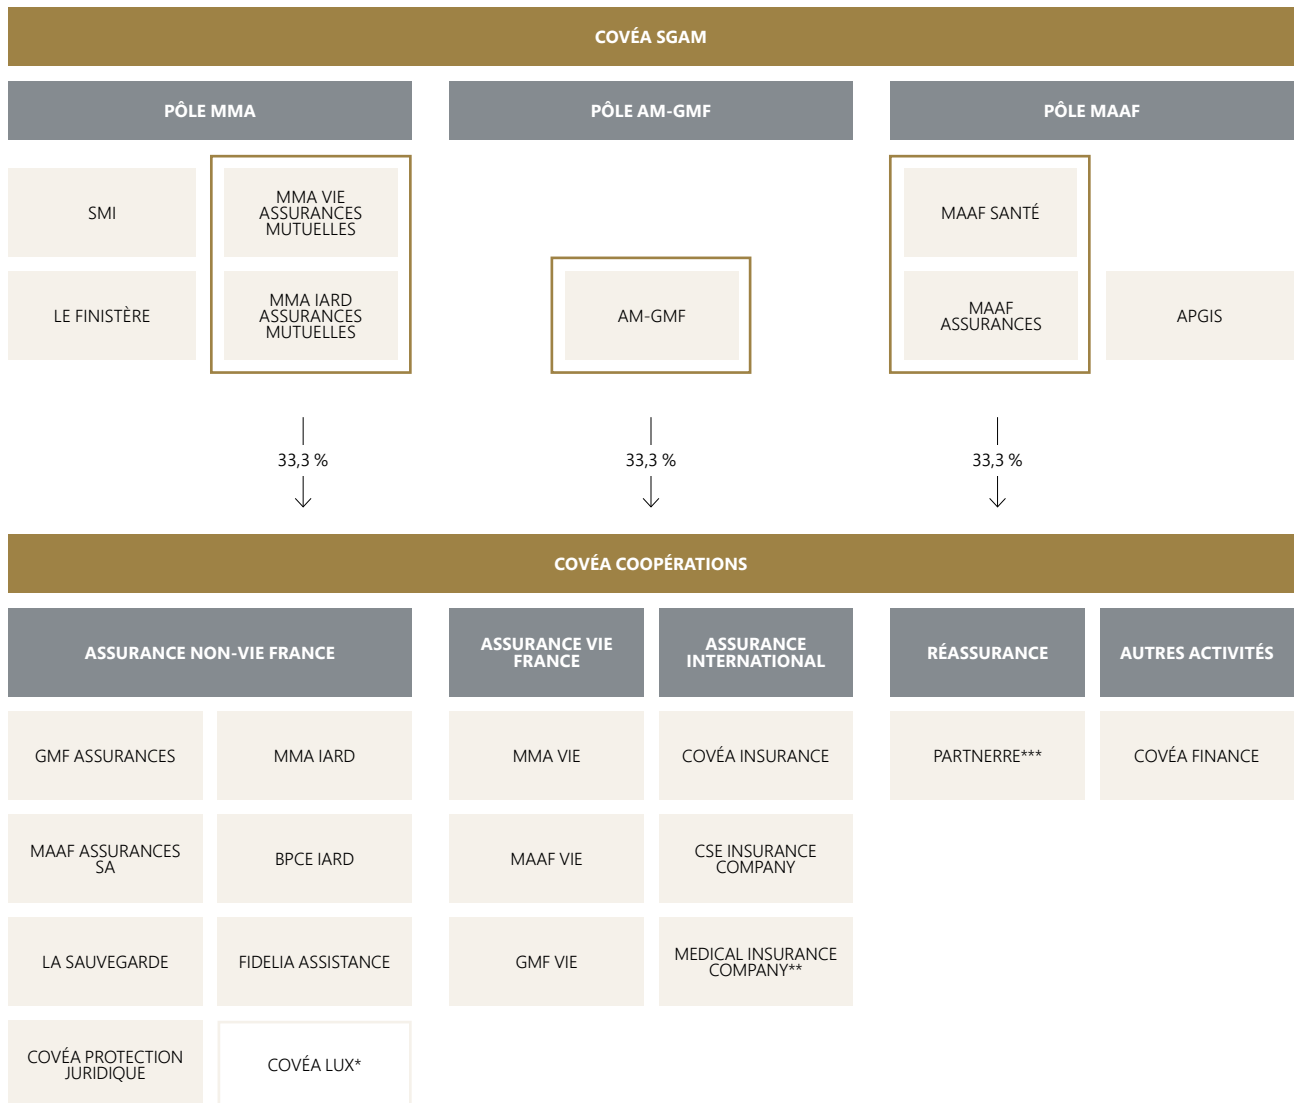 COVÉA SGAM
PÔLE MMA
PÔLE AM-GMF
PÔLE MAAF
SMI
MMA VIE
ASSURANCES
MUTUELLES
MAAF SANTÉ
LE FINISTÈRE
MMA IARD
ASSURANCES
MUTUELLES
AM-GMF
MAAF
ASSURANCES
APGIS
33,3 %
33,3 %
33,3 %
COVÉA COOPÉRATIONS
ASSURANCE NON-VIE FRANCE
ASSURANCE VIE
FRANCE
ASSURANCE
INTERNATIONAL
RÉASSURANCE
AUTRES ACTIVITÉS
GMF ASSURANCES
MMA IARD
MMA VIE
COVÉA INSURANCE
PARTNERRE***
COVÉA FINANCE
MAAF ASSURANCES
SA
BPCE IARD
MAAF VIE
CSE INSURANCE
COMPANY
LA SAUVEGARDE
FIDELIA ASSISTANCE
GMF VIE
MEDICAL INSURANCE
COMPANY**
COVÉA PROTECTION
JURIDIQUE
COVÉA LUX*